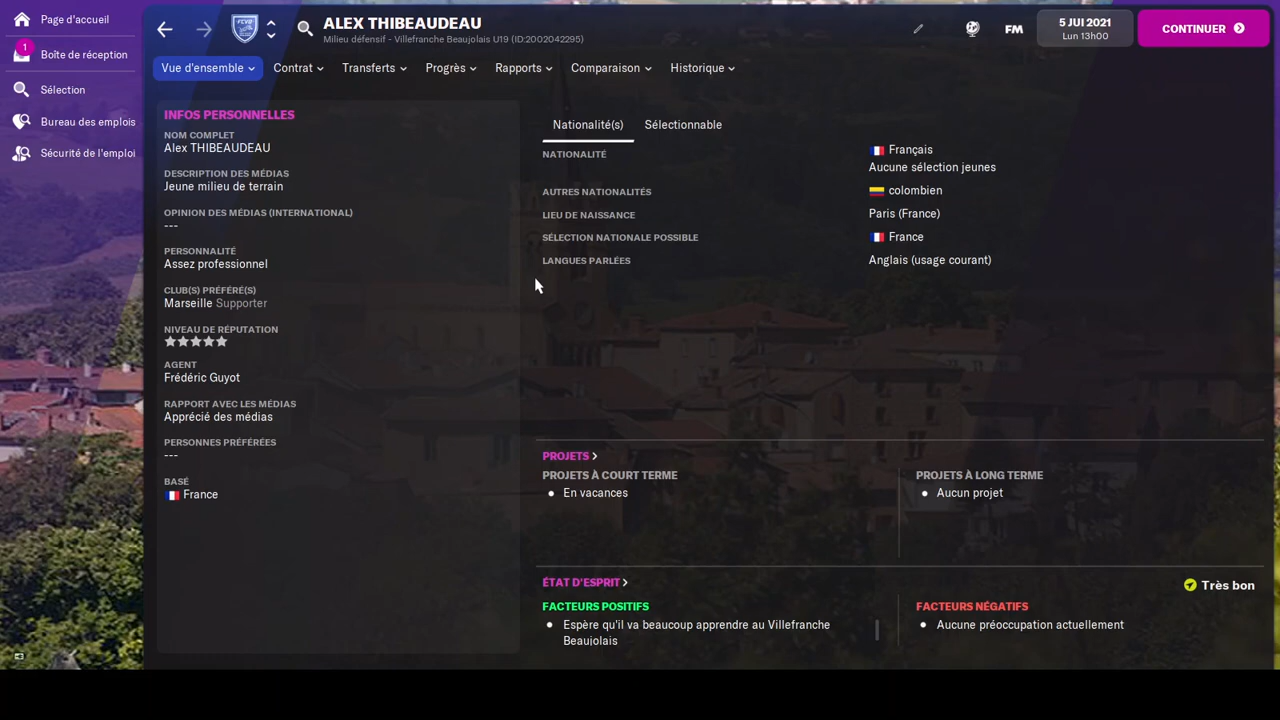 Page d'accueil
1
Boîte de réception
Sélection
Bureau des emplois
Sécurité de l'emploi
ALEX THIBEAUDEAU
Milieu défensif - Villefranche Beaujolais U19 (ID:2002042295)
FM
5 JUI 2021
Lun 13h00
CONTINUER
Vue d'ensemble
Contrat
Transferts
Progrès
Rapports
Comparaison
Historique
INFOS PERSONNELLES
NOM COMPLET
Alex THIBEAUDEAU
DESCRIPTION DES MÉDIAS
Jeune milieu de terrain
OPINION DES MÉDIAS (INTERNATIONAL)
---
PERSONNALITÉ
Assez professionnel
CLUB(S) PRÉFÉRÉ(S)
Marseille Supporter
NIVEAU DE RÉPUTATION
AGENT
Frédéric Guyot
RAPPORT AVEC LES MÉDIAS
Apprécié des médias
PERSONNES PRÉFÉRÉES
---
BASÉ
France
Nationalité(s)
Sélectionnable
NATIONALITÉ
Français
Aucune sélection jeunes
AUTRES NATIONALITÉS
colombien
LIEU DE NAISSANCE
Paris (France)
SÉLECTION NATIONALE POSSIBLE
France
LANGUES PARLÉES
Anglais (usage courant)
PROJETS
PROJETS À COURT TERME
En vacances
PROJETS À LONG TERME
Aucun projet
ÉTAT D'ESPRIT
Très bon
FACTEURS POSITIFS
Espère qu'il va beaucoup apprendre au Villefranche
Beaujolais
FACTEURS NÉGATIFS
Aucune préoccupation actuellement